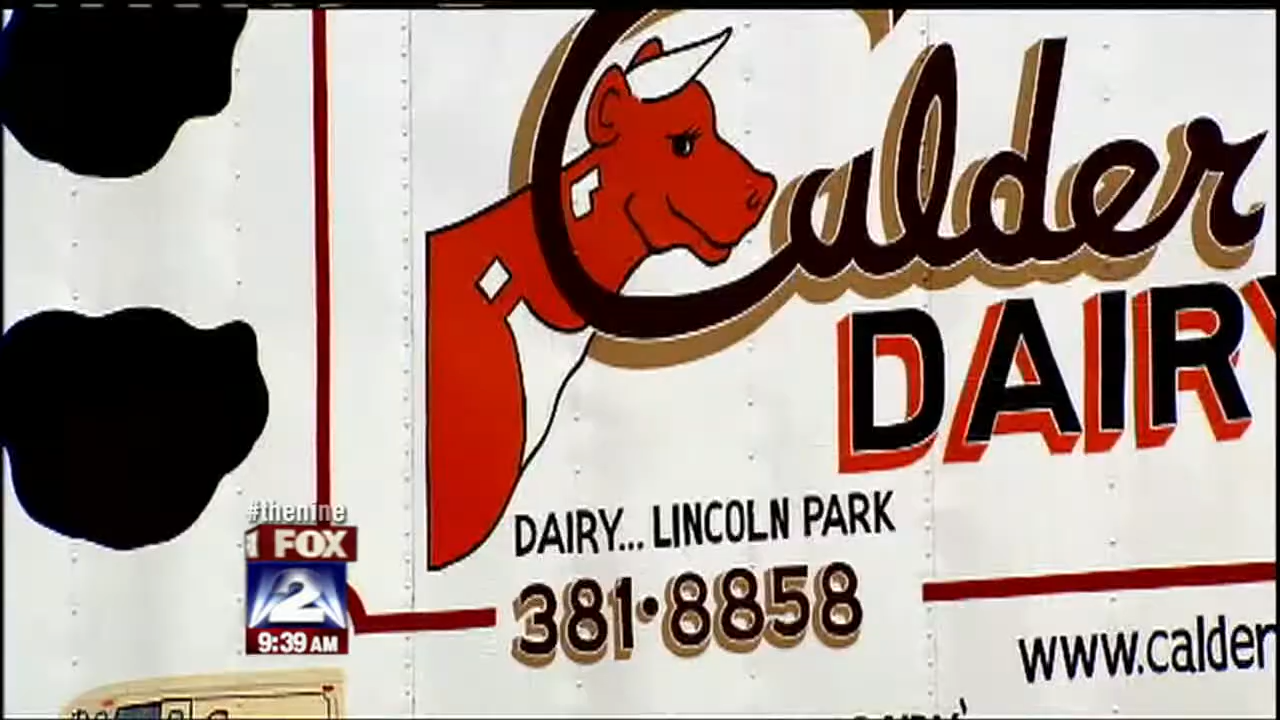 Calder
DAIRY
DAIRY... LINCOLN PARK
381•8858
www.calder
#thenine
FOX
2
9:39 AM